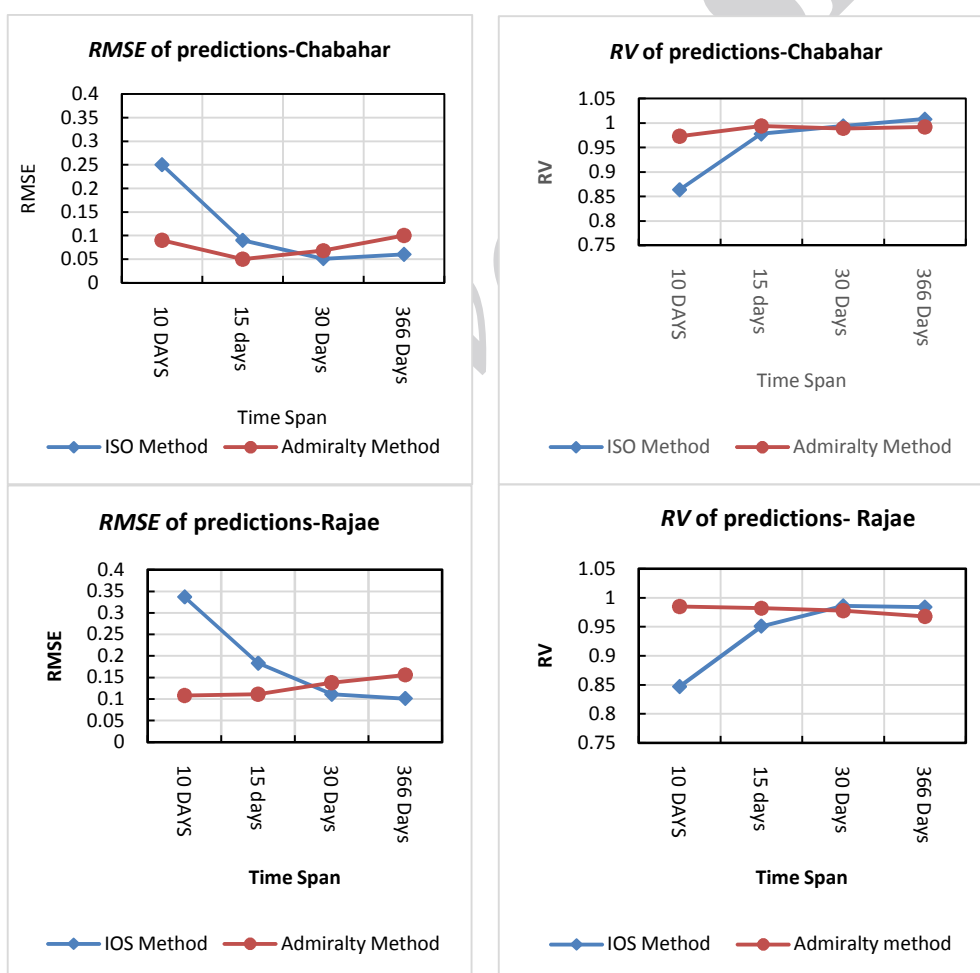 RMSE of predictions-Chabahar
0.4
0.35
0.3
0.25
0.2
0.15
0.1
0.05
0
RMSE
10 DAYS
15 days
30 Days
366 Days
Time Span
ISO Method Admiralty Method
RV of predictions-Chabahar
1.05
1
0.95
0.9
0.85
0.8
0.75
RV
10 DAYS
15 days
30 Days
366 Days
Time Span
ISO Method Admiralty Method
RMSE of predictions-Rajae
0.4
0.35
0.3
0.25
0.2
0.15
0.1
0.05
0
RMSE
10 DAYS
15 days
30 Days
366 Days
Time Span
IOS Method Admiralty Method
RV of predictions- Rajae
1.05
1
0.95
0.9
0.85
0.8
0.75
RV
10 DAYS
15 days
30 Days
366 Days
Time Span
IOS Method Admiralty method